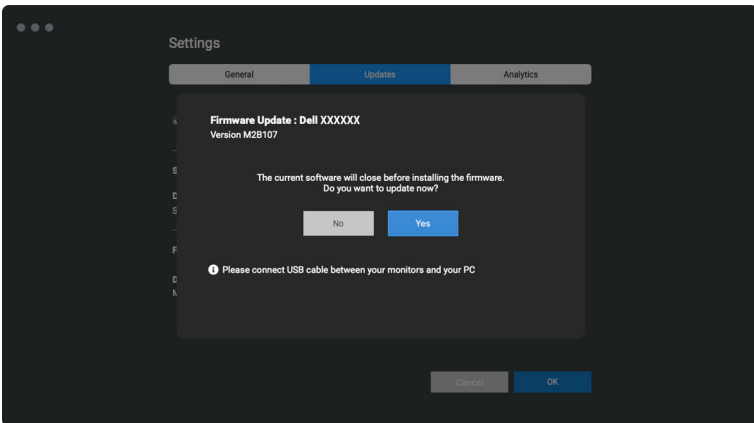 Settings
General
Updates
Analytics
Firmware Update : Dell XXXXXX
Version M2B107
The current software will close before installing the firmware.
Do you want to update now?
No
Yes
Please connect USB cable between your monitors and your PC
Cancel
OK